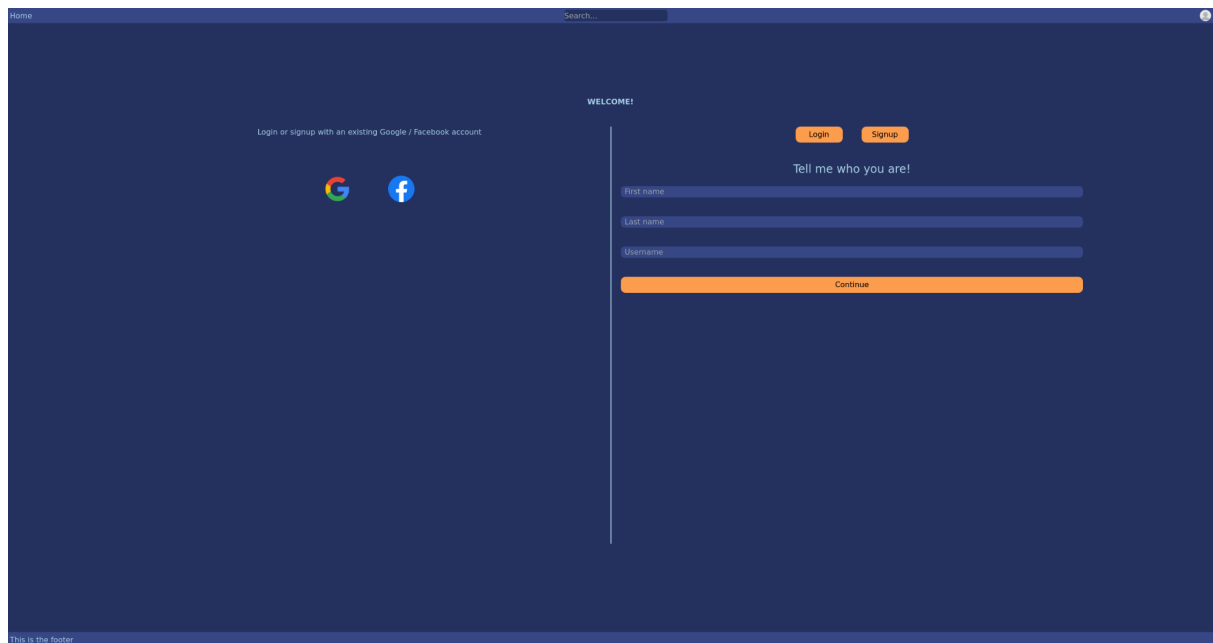 Home
Search...
WELCOME!
Login or signup with an existing Google / Facebook account
Login
Signup
Tell me who you are!
First name
Last name
Username
Continue
This is the footer